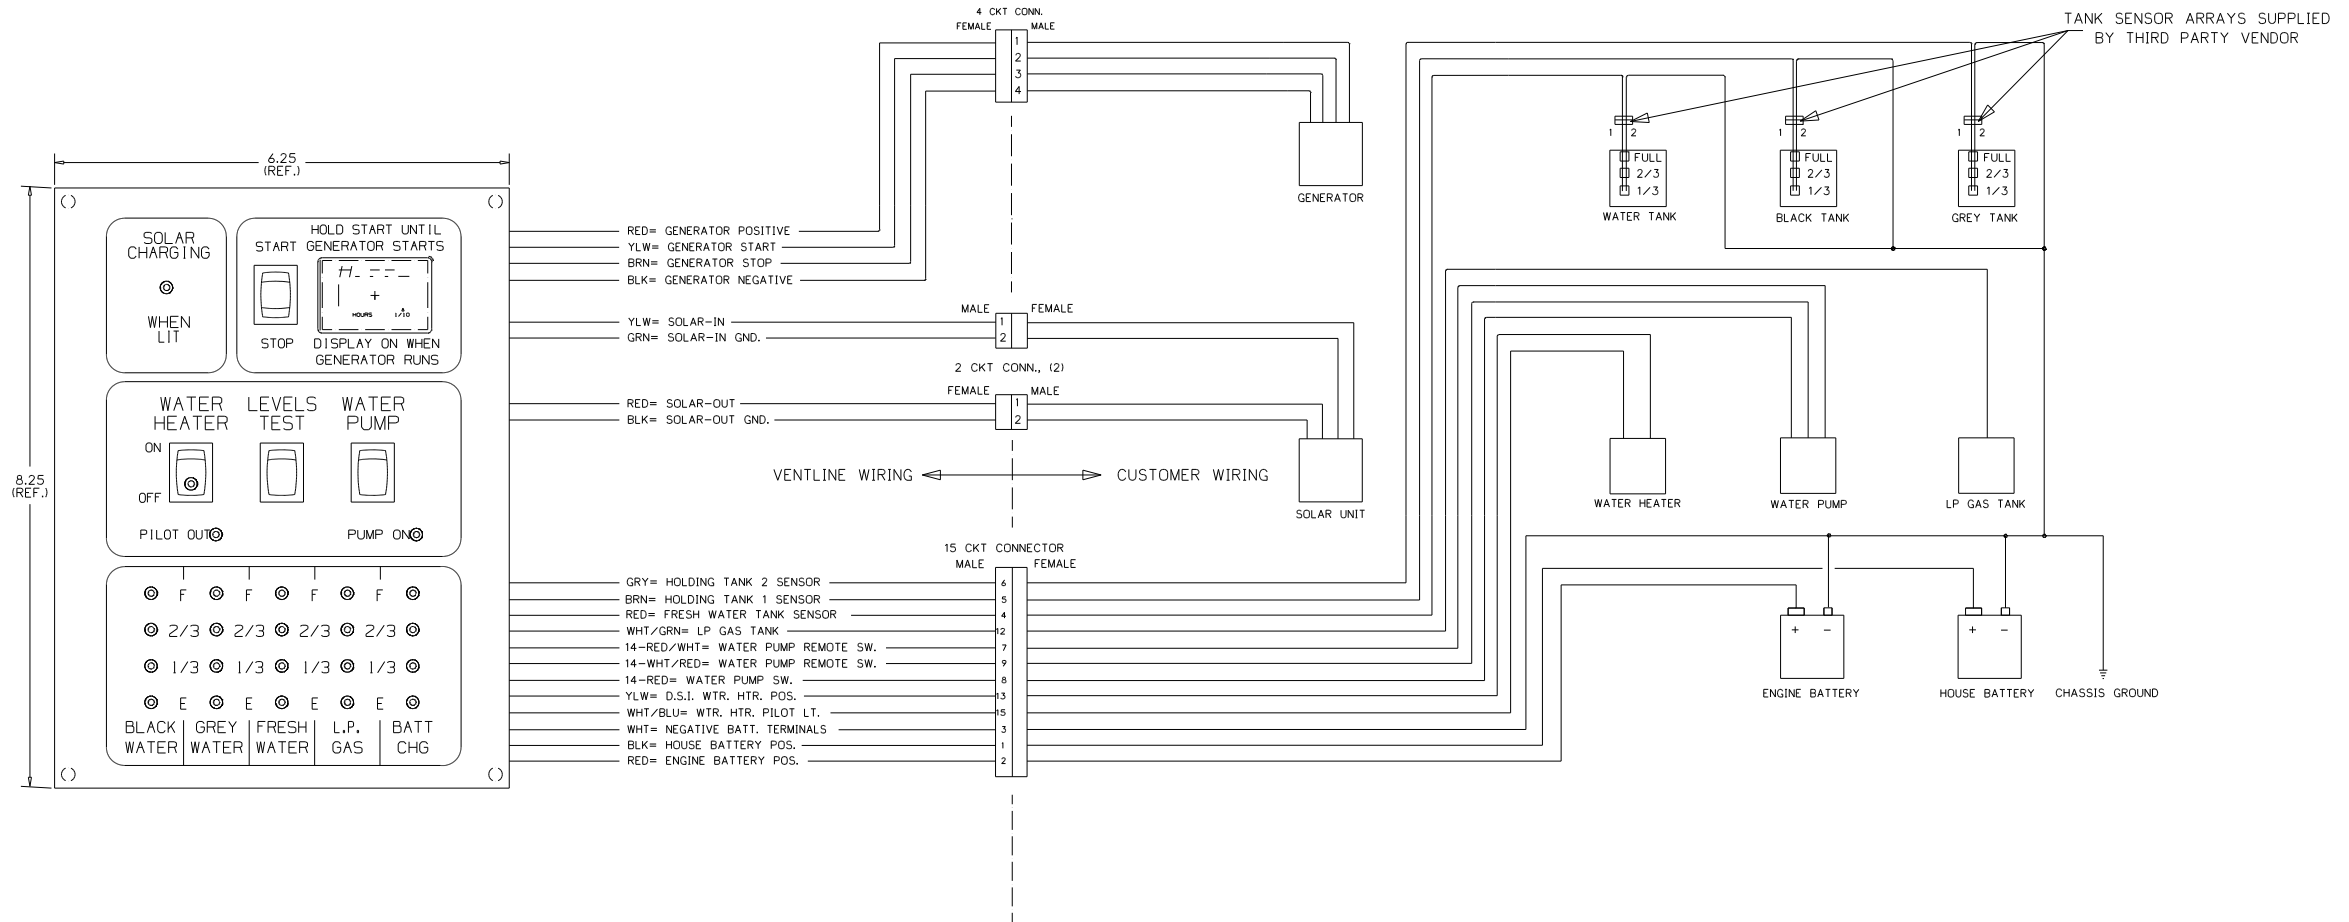 4 CKT CONN.
FEMALE MALE
1
2
3
4
TANK SENSOR ARRAYS SUPPLIED
BY THIRD PARTY VENDOR
1 2
FULL
2/3
1/3
WATER TANK
1 2
FULL
2/3
1/3
BLACK TANK
1 2
FULL
2/3
1/3
GREY TANK
GENERATOR
6.25
(REF.)
8.25
(REF.)
SOLAR
CHARGING
WHEN
LIT
HOLD START UNTIL
START GENERATOR STARTS
HOURS 1/10
STOP DISPLAY ON WHEN
GENERATOR RUNS
WATER
HEATER
LEVELS
TEST
WATER
PUMP
ON
OFF
PILOT OUT
PUMP ON
F F F F
2/3 2/3 2/3 2/3
1/3 1/3 1/3 1/3
E E E E
BLACK
WATER
GREY
WATER
FRESH
WATER
L.P.
GAS
BATT
CHG
RED= GENERATOR POSITIVE
YLW= GENERATOR START
BRN= GENERATOR STOP
BLK= GENERATOR NEGATIVE
MALE FEMALE
YLW= SOLAR-IN 1
GRN= SOLAR-IN GND. 2
2 CKT CONN., (2)
FEMALE MALE
RED= SOLAR-OUT 1
BLK= SOLAR-OUT GND. 2
VENTLINE WIRING CUSTOMER WIRING
SOLAR UNIT
WATER HEATER
WATER PUMP
LP GAS TANK
15 CKT CONNECTOR
MALE FEMALE
GRY= HOLDING TANK 2 SENSOR 6
BRN= HOLDING TANK 1 SENSOR 5
RED= FRESH WATER TANK SENSOR 4
WHT/GRN= LP GAS TANK 12
14-RED/WHT= WATER PUMP REMOTE SW. 7
14-WHT/RED= WATER PUMP REMOTE SW. 9
14-RED= WATER PUMP SW. 8
YLW= D.S.I. WTR. HTR. POS. 13
WHT/BLU= WTR. HTR. PILOT LT. 15
WHT= NEGATIVE BATT. TERMINALS 3
BLK= HOUSE BATTERY POS. 1
RED= ENGINE BATTERY POS. 2
+ -
ENGINE BATTERY
+ -
HOUSE BATTERY
CHASSIS GROUND